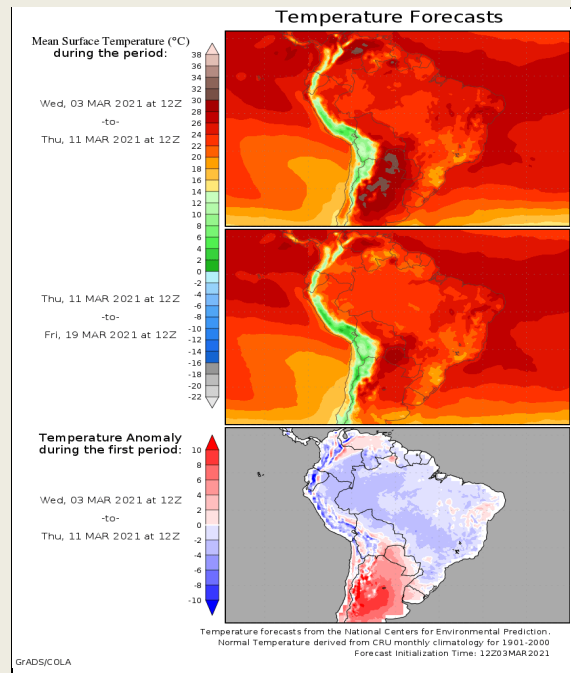 Temperature Forecasts
Mean Surface Temperature (°C)
during the period:
Wed, 03 MAR 2021 at 12Z
-to-
Thu, 11 MAR 2021 at 12Z
38
36
34
32
30
28
26
24
22
20
18
16
14
12
10
8
6
4
2
0
-2
-4
-6
-8
-10
-12
-14
-16
-18
-20
-22
Thu, 11 MAR 2021 at 12Z
-to-
Fri, 19 MAR 2021 at 12Z
Temperature Anomaly
during the first period:
Wed, 03 MAR 2021 at 12Z
-to-
Thu, 11 MAR 2021 at 12Z
10
8
6
4
2
0
-2
-4
-6
-8
-10
Temperature forecasts from the National Centers for Environmental Prediction.
Normal Temperature derived from CRU monthly climatology for 1901-2000
Forecast Initialization Time: 12Z03MAR2021
GrADS/COLA